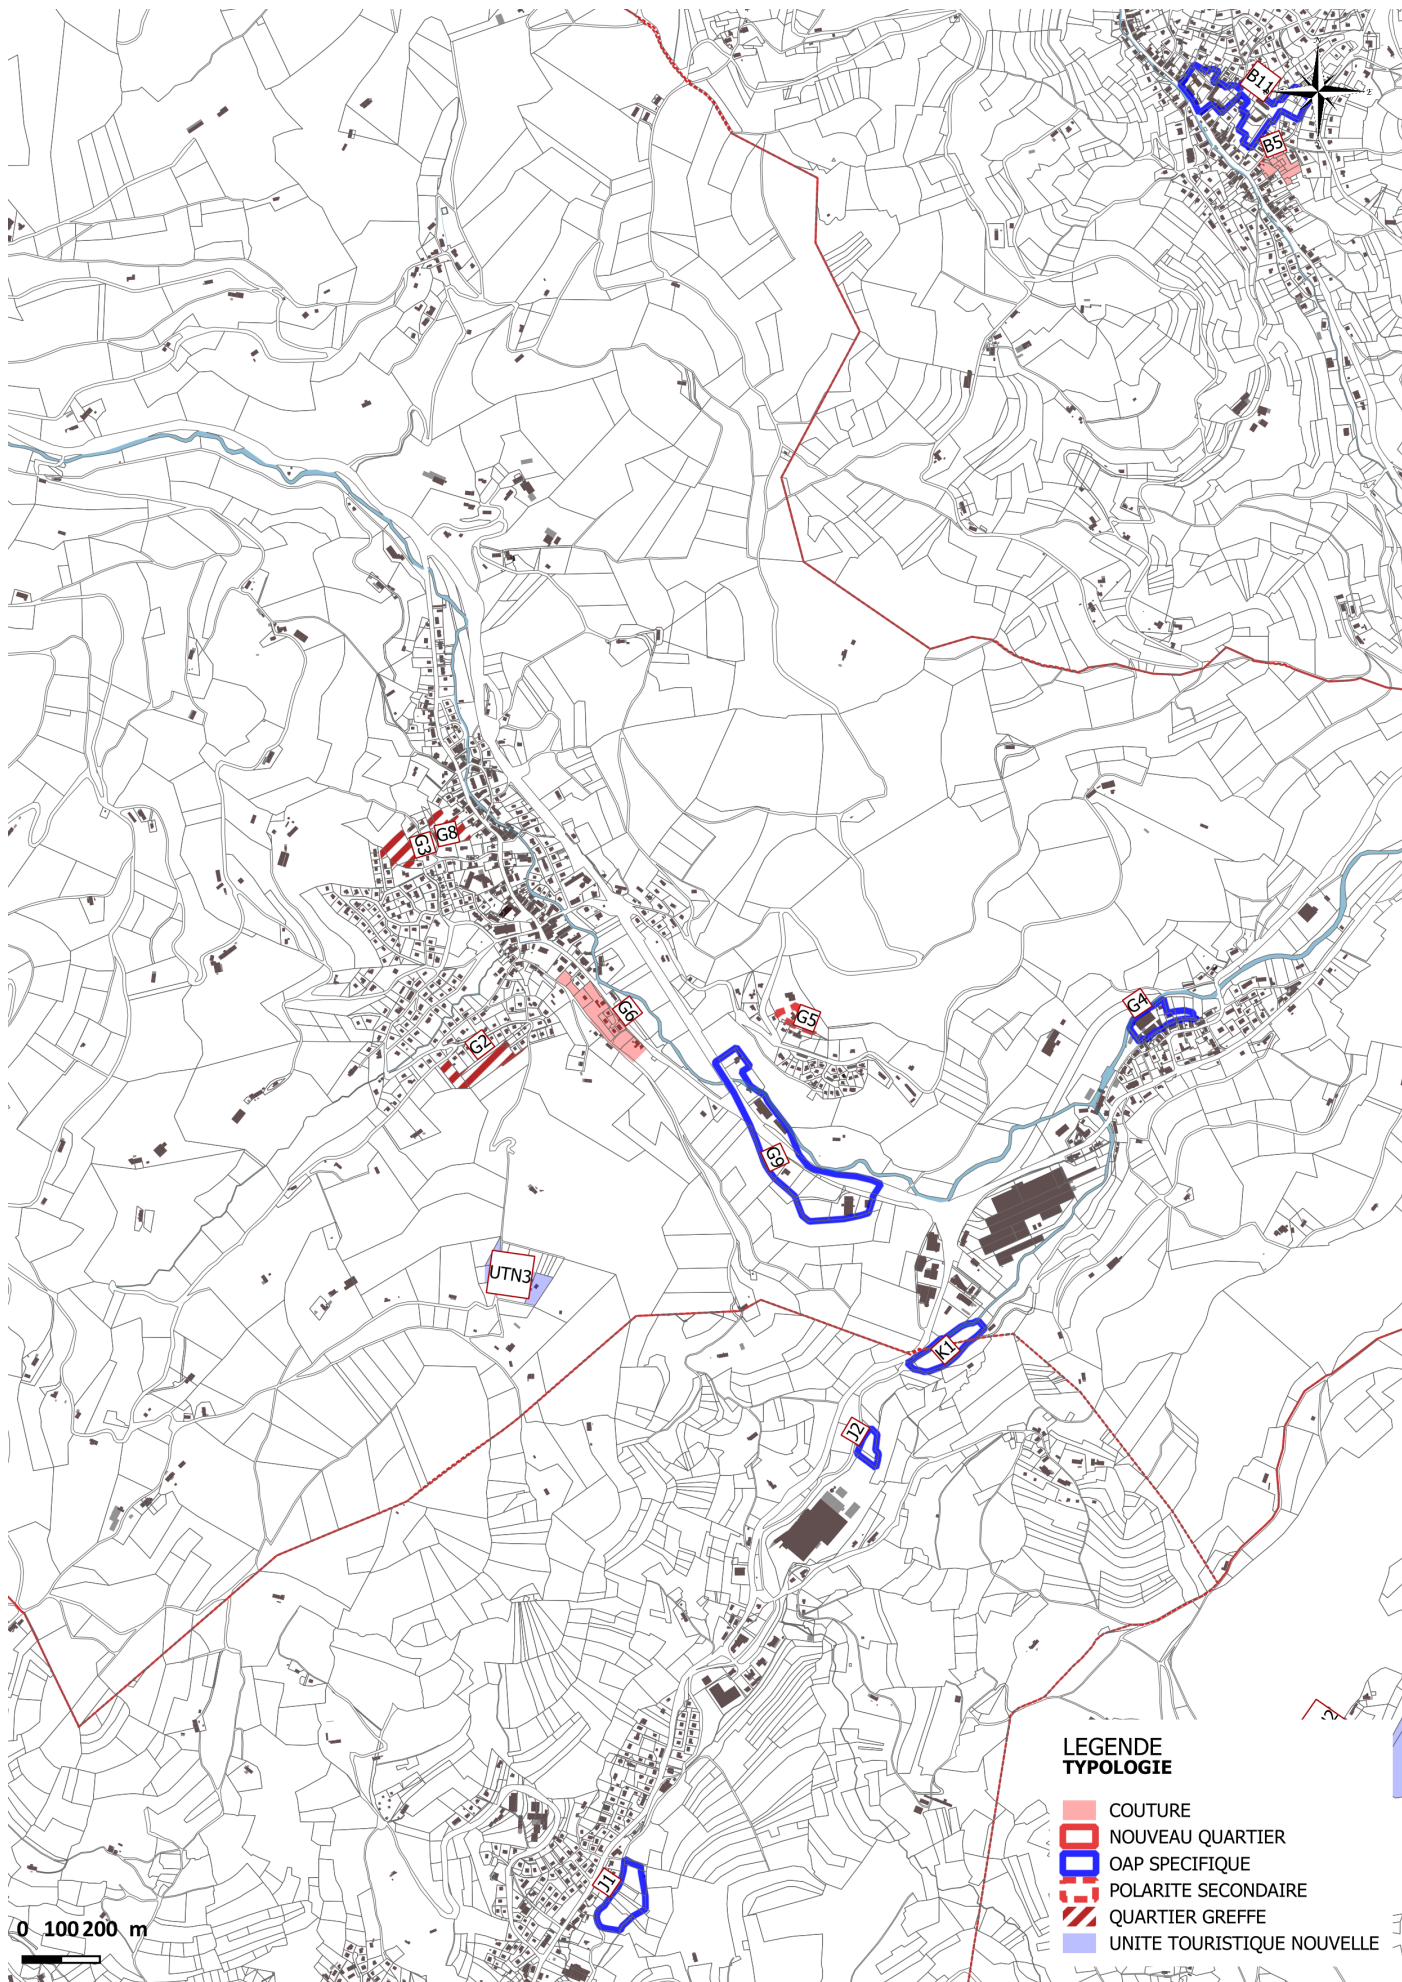 B11
B5
G8
G3
G6
G5
G4
G2
G9
UTN3
K1
J2
J1
LEGENDE
TYPOLOGIE
COUTURE
NOUVEAU QUARTIER
OAP SPECIFIQUE
POLARITE SECONDAIRE
QUARTIER GREFFE
UNITE TOURISTIQUE NOUVELLE
0 100 200 m